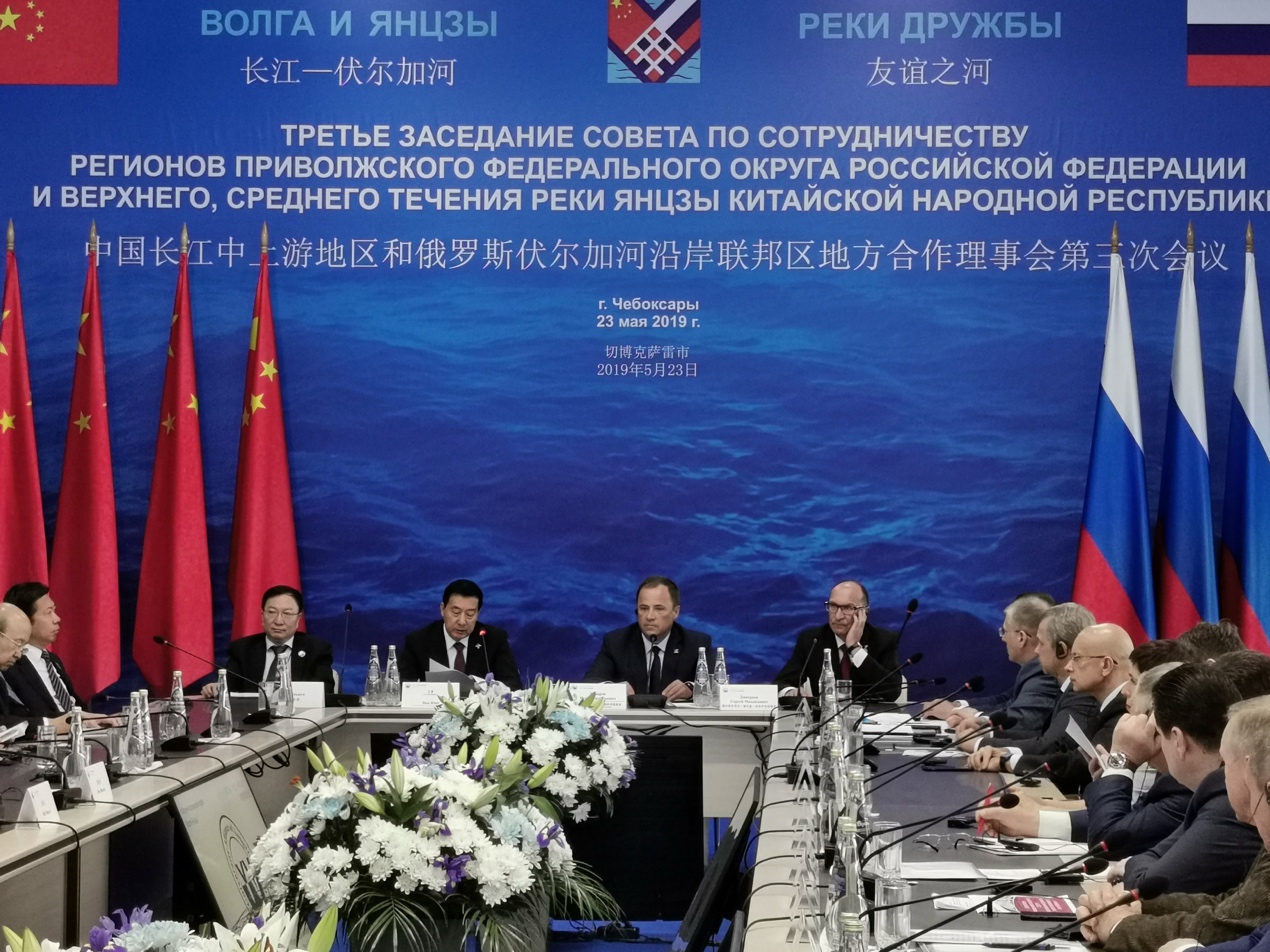 ВОЛГА И ЯНЦЗЫ
长江—伏尔加河
РЕКИ ДРУЖБЫ
友谊之河
ТРЕТЬЕ ЗАСЕДАНИЕ СОВЕТА ПО СОТРУДНИЧЕСТВУ
РЕГИОНОВ ПРИВОЛЖСКОГО ФЕДЕРАЛЬНОГО ОКРУГА РОССИЙСКОЙ ФЕДЕРАЦИИ
И ВЕРХНЕГО, СРЕДНЕГО ТЕЧЕНИЯ РЕКИ ЯНЦЗЫ КИТАЙСКОЙ НАРОДНОЙ РЕСПУБЛИКИ
中国长江中上游地区和俄罗斯伏尔加河沿岸联邦区地方合作理事会第三次会议
г. Чебоксары
23 мая 2019 г.
切博克萨雷市
2019年5月23日